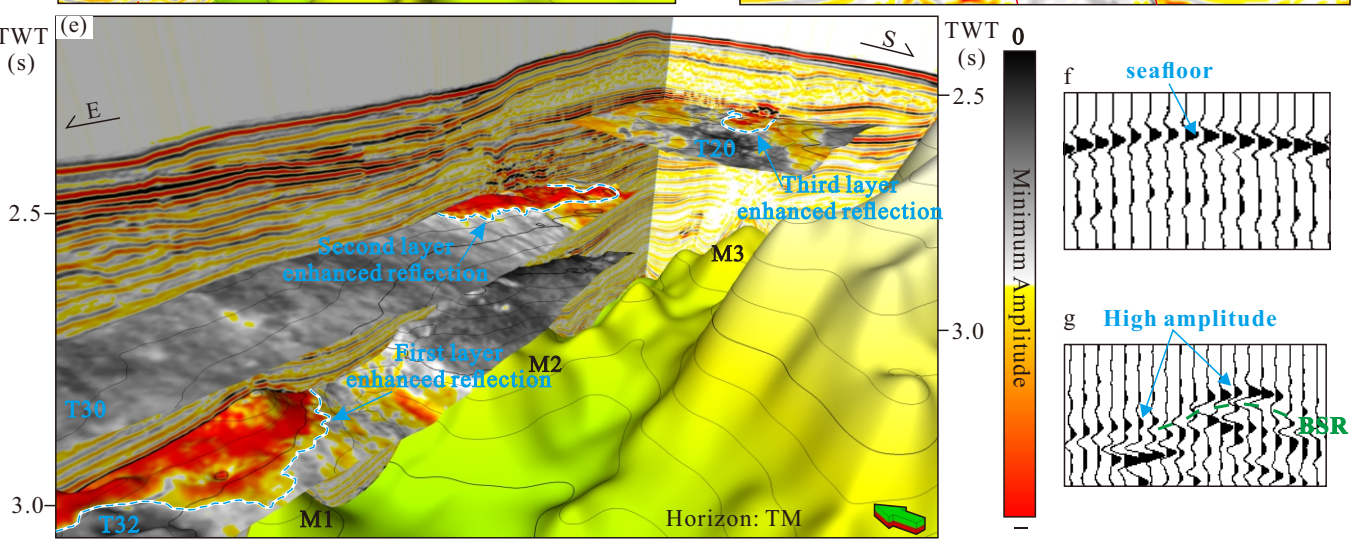 (e)
TWT
(s)
E
S
TWT
(s)
0
2.5
2.5
3.0
3.0
T20
Third layer
enhanced reflection
Second layer
enhanced reflection
M3
First layer
enhanced reflection
M2
T30
T32
M1
Horizon: TM
Minimum Amplitude
–
f
seafloor
g
High amplitude
BSR